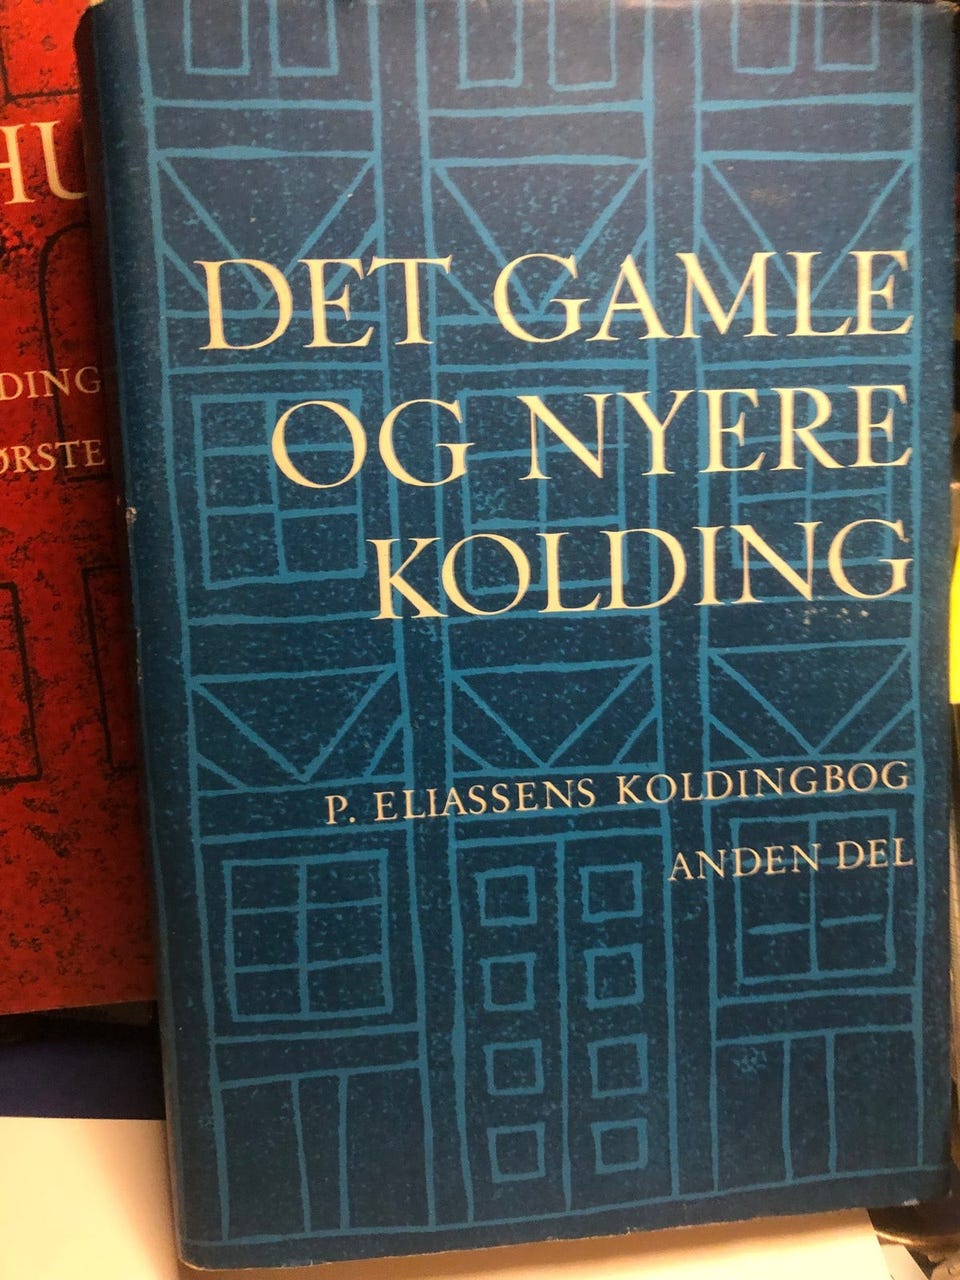 DET GAMLE
OG NYERE
KOLDING
P. ELIASSENS KOLDINGBOG
ANDEN DEL
HU
DING
ØRSTE